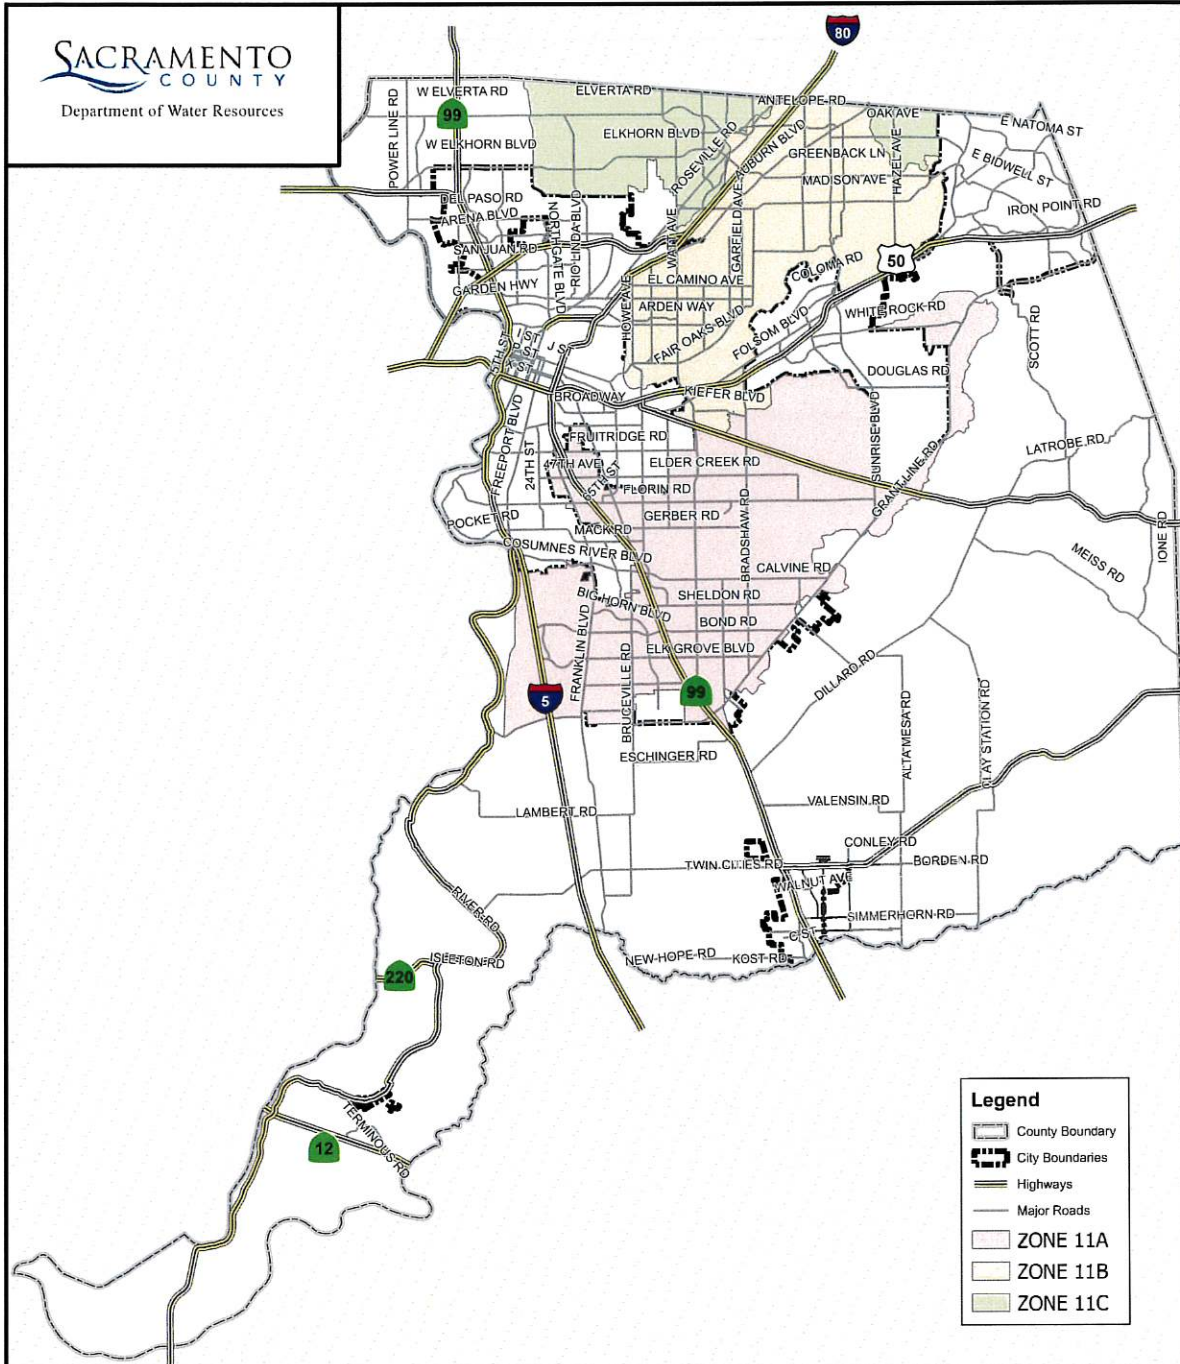 SACRAMENTO
COUNTY
Department of Water Resources
80
W ELVERTA RD
ELVERTA RD
ANTELOPE RD
OAK AVE
99
POWER LINE RD
W ELKHORN BLVD
ELKHORN BLVD
ROSEVILLE RD
AUBURN BLVD
GREENBACK LN
HAZEL AVE
E NATOMA ST
E BIDWELL ST
MADISON AVE
IRON POINT RD
DEL PASO RD
ARENA BLVD
SAN JUAN RD
NORTHGATE BLVD
RIO LINDA BLVD
WATT AVE
GARFIELD AVE
50
COLOMA RD
GARDEN HWY
HOWE AVE
EL CAMINO AVE
ARDEN WAY
FAIR OAKS BLVD
FOLSOM BLVD
WHITE ROCK RD
SCOTT RD
5TH ST
I ST
J ST
P ST
X ST
DOUGLAS RD
BROADWAY
KIEFER BLVD
SUNRISE BLVD
FREEPORT BLVD
24TH ST
FRUITRIDGE RD
47TH AVE
65TH ST
ELDER CREEK RD
FLORIN RD
LATROBE RD
GRANT LINE RD
POCKET RD
MACK RD
GERBER RD
BRADSHAW RD
IONE RD
MEISS RD
COSUMNES RIVER BLVD
CALVINE RD
BIG HORN BLVD
SHELDON RD
BOND RD
FRANKLIN BLVD
BRUCEVILLE RD
ELK GROVE BLVD
5
99
DILLARD RD
ALTA MESA RD
CLAY STATION RD
ESCHINGER RD
LAMBERT RD
VALENSIN RD
CONLEY RD
TWIN CITIES RD
BORDEN RD
WALNUT AVE
RIVER RD
SIMMERHORN RD
C ST
ISLETON RD
NEW HOPE RD
KOST RD
220
TERMINOUS RD
12
Legend
County Boundary
City Boundaries
Highways
Major Roads
ZONE 11A
ZONE 11B
ZONE 11C